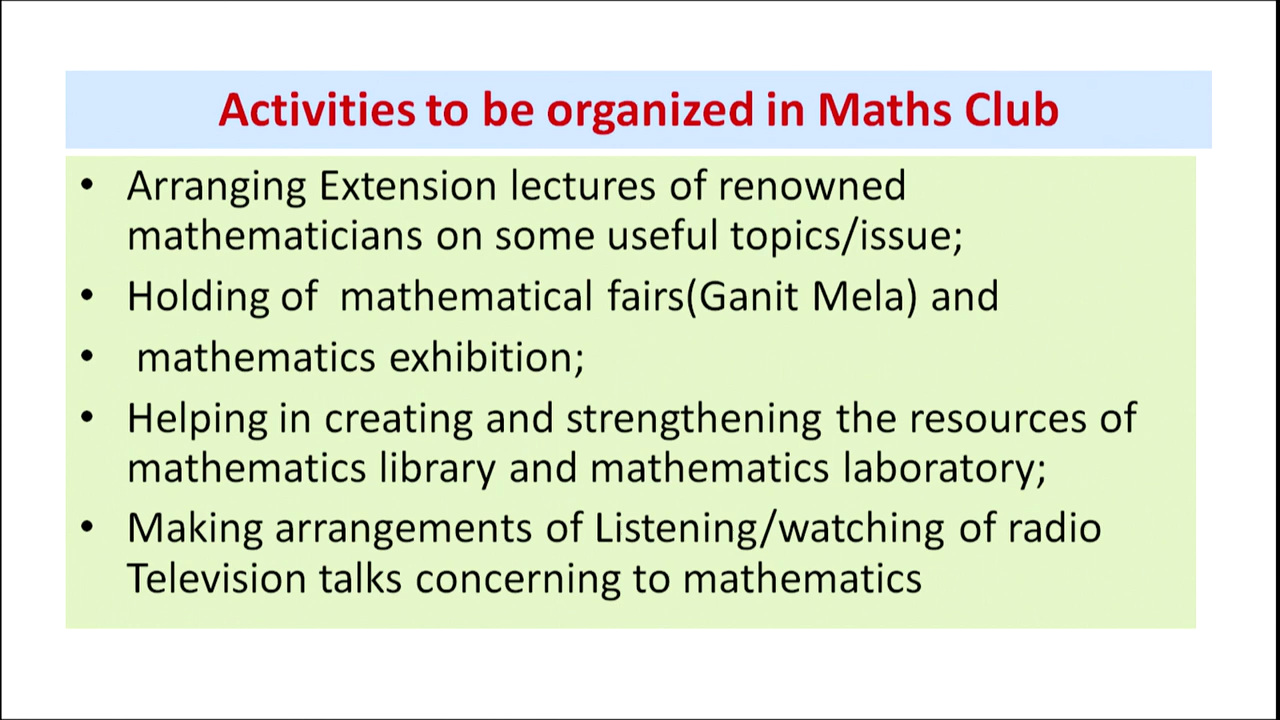 Activities to be organized in Maths Club
• Arranging Extension lectures of renowned
mathematicians on some useful topics/issue;
• Holding of mathematical fairs(Ganit Mela) and
• mathematics exhibition;
• Helping in creating and strengthening the resources of
mathematics library and mathematics laboratory;
• Making arrangements of Listening/watching of radio
Television talks concerning to mathematics